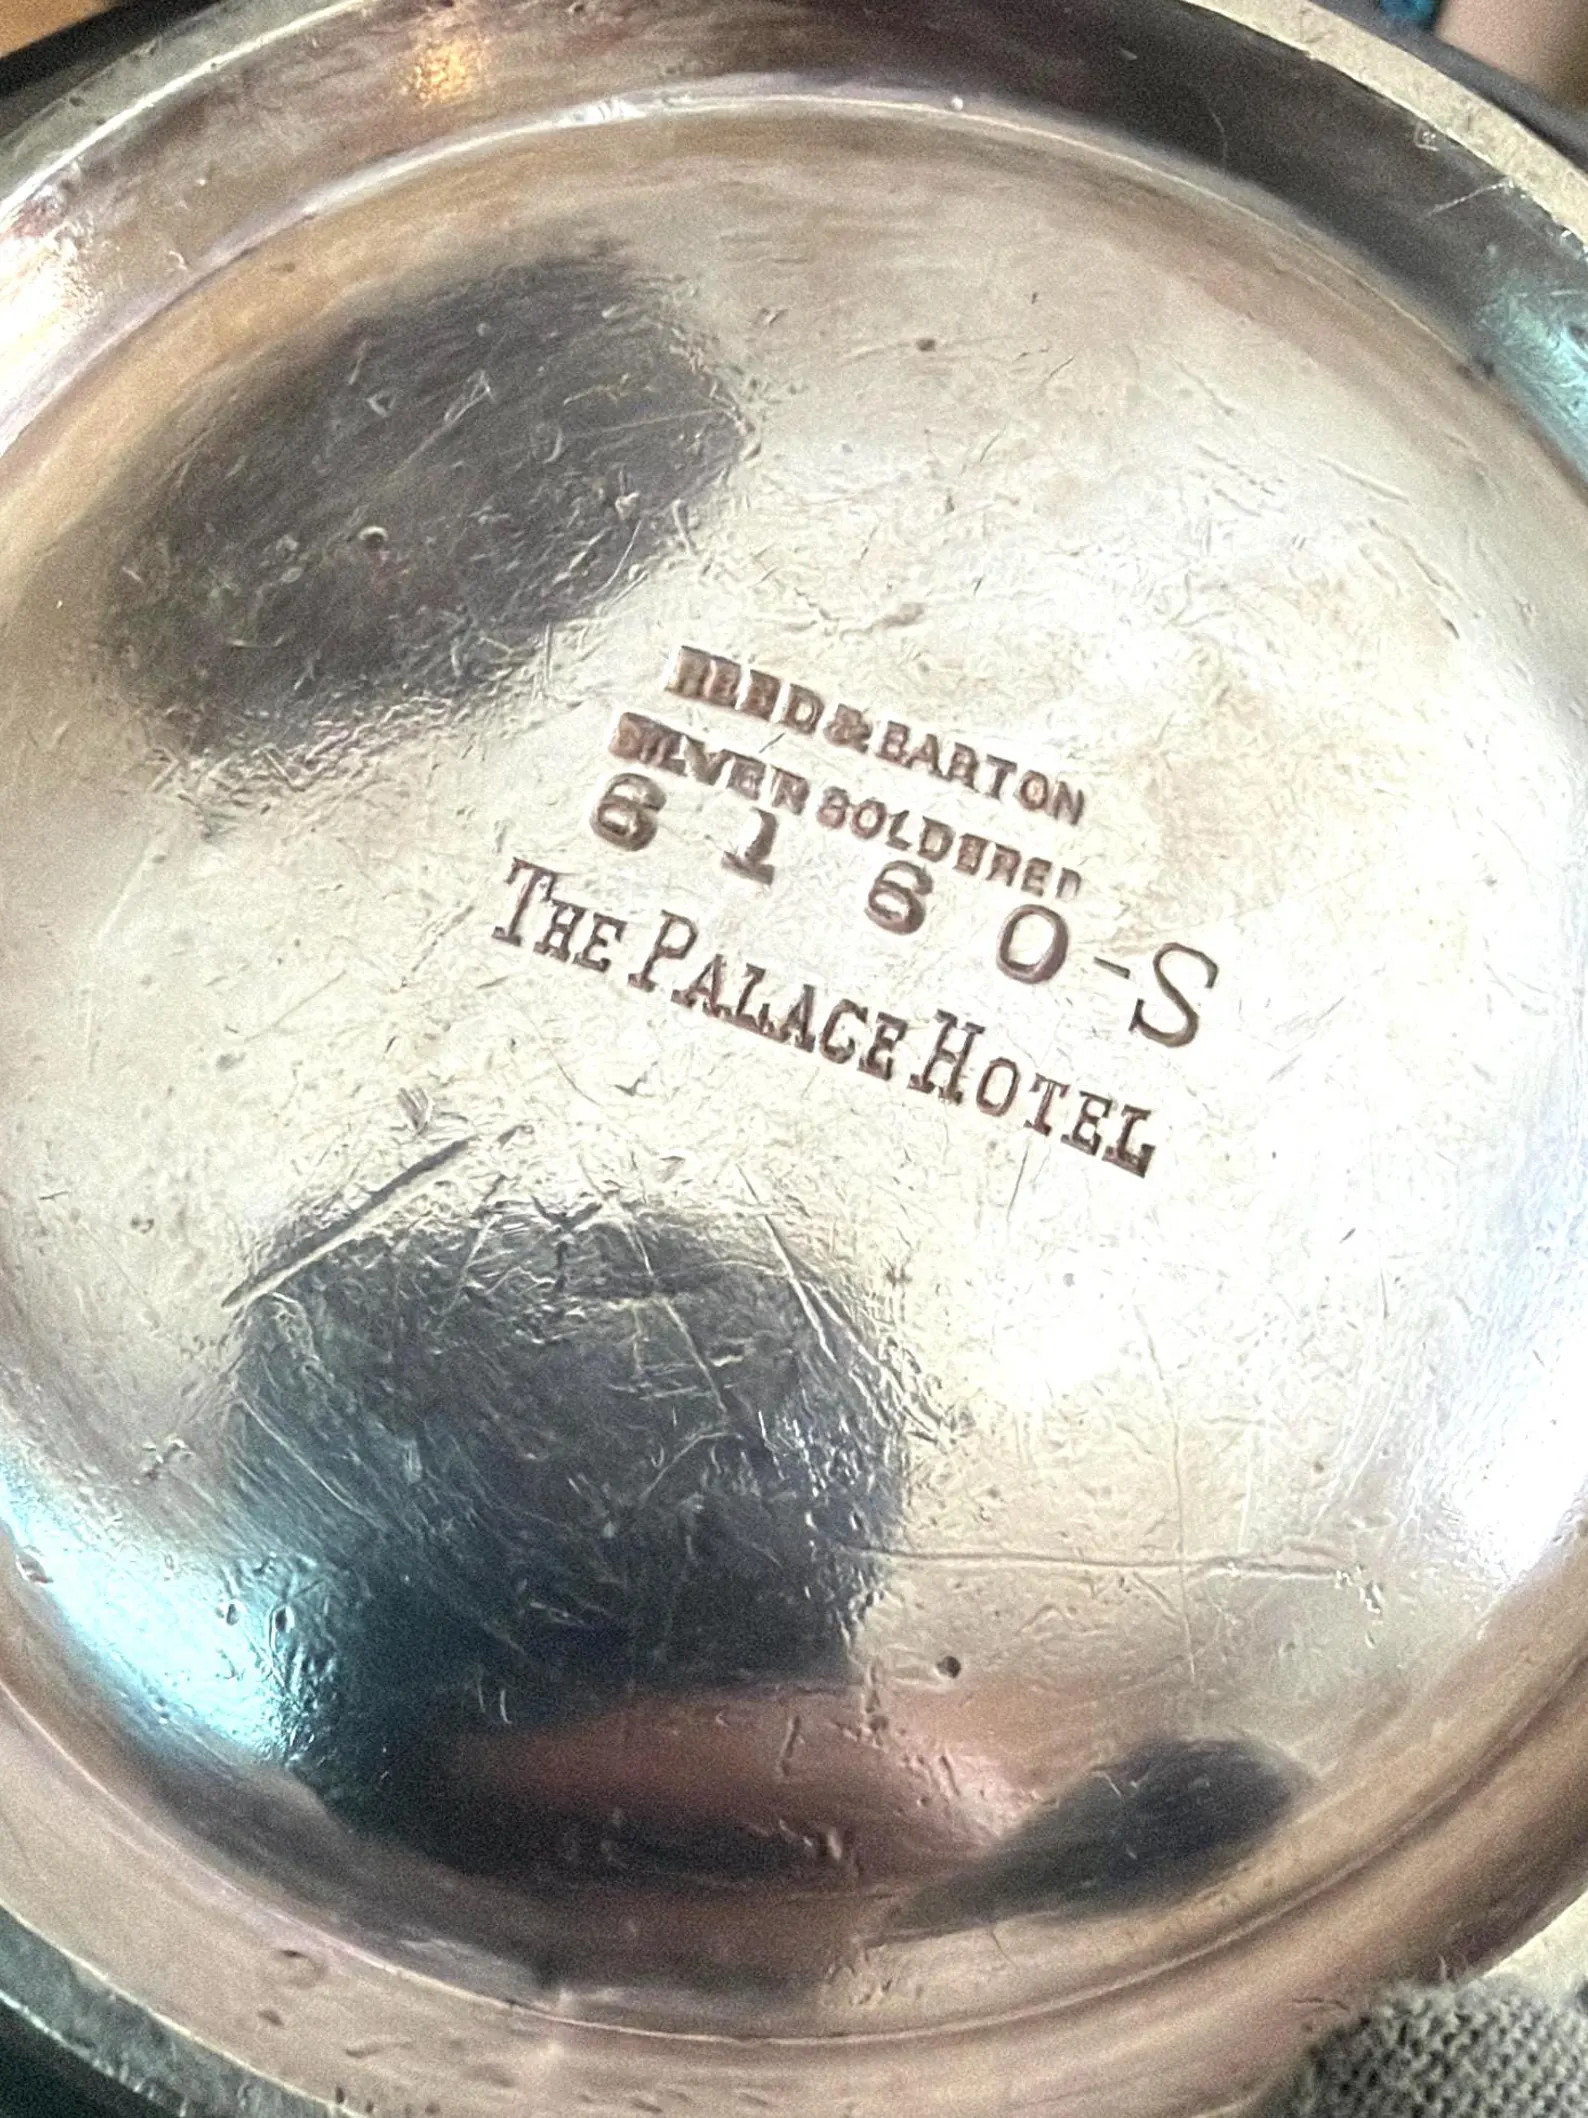 REED & BARTON
SILVER SOLDERED
6160-S
THE PALACE HOTEL